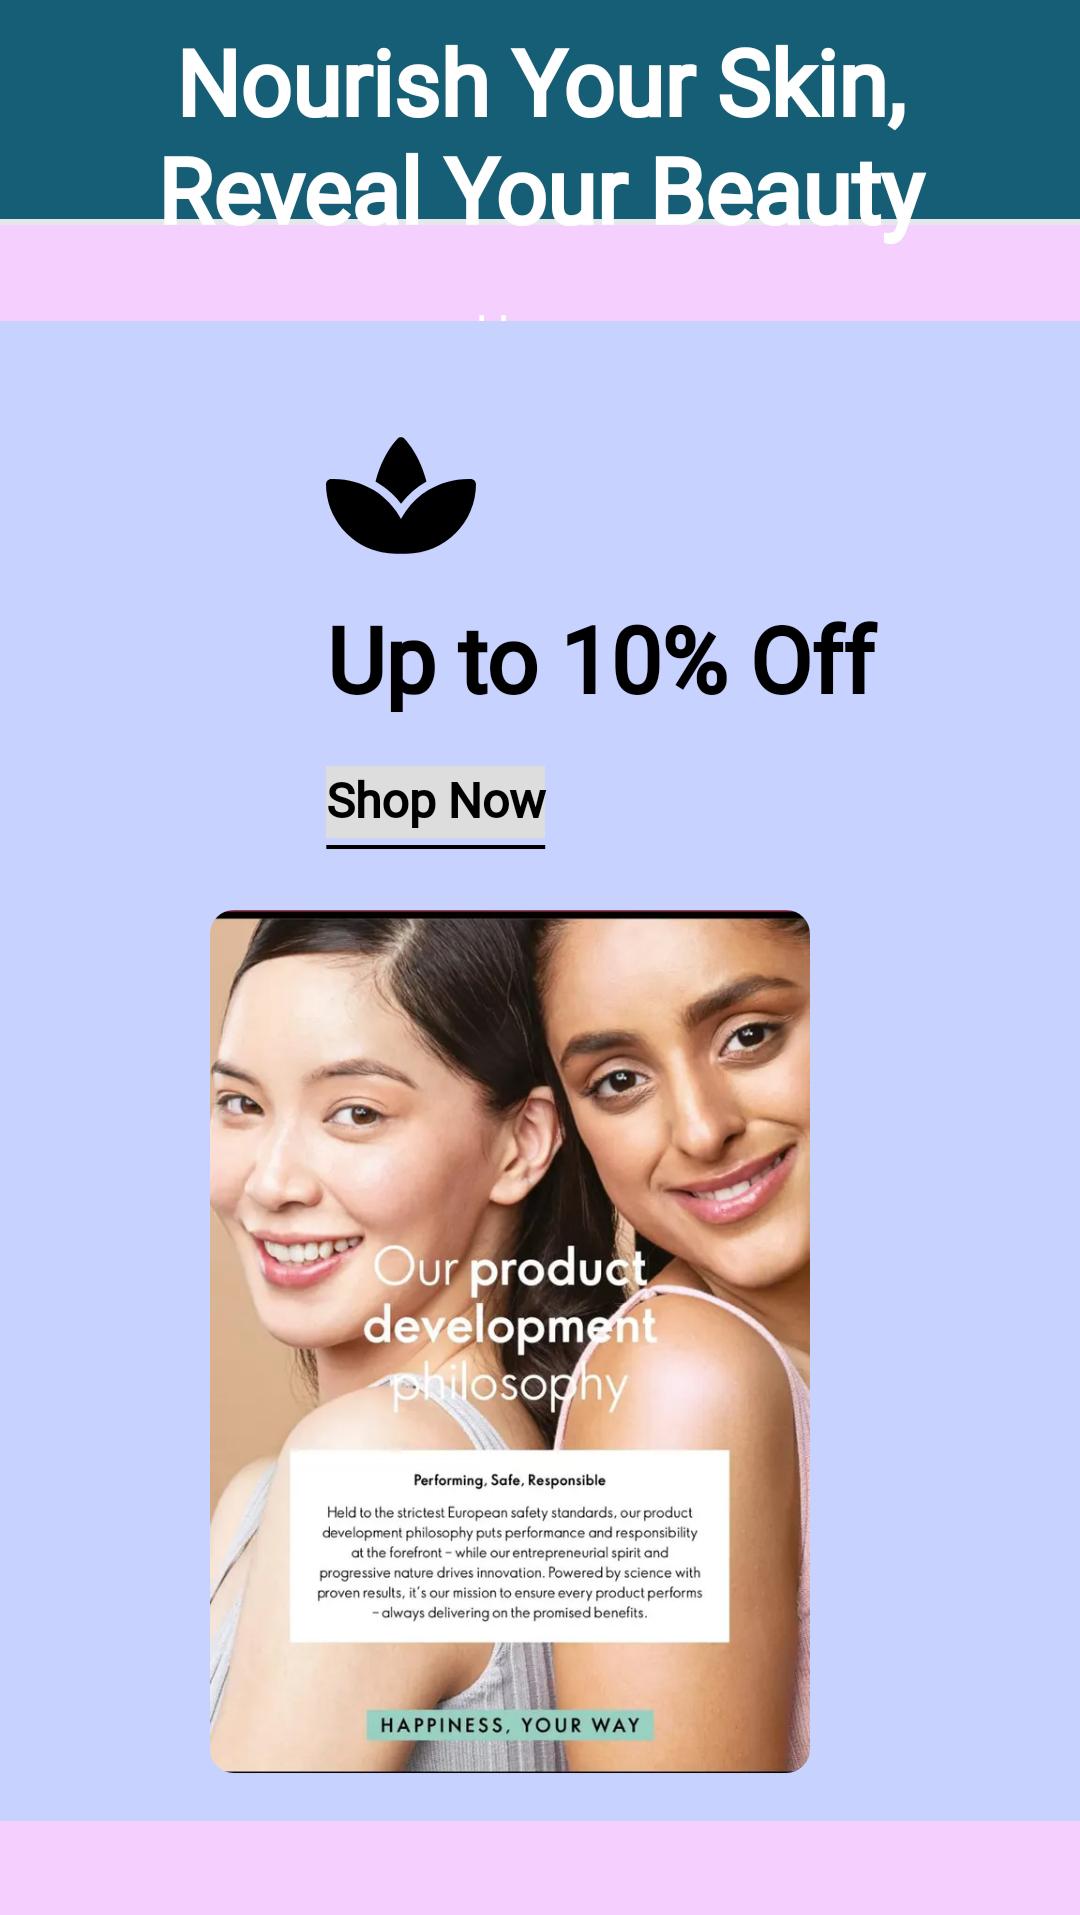 Nourish Your Skin,
Reveal Your Beauty
Up to 10% Off
Shop Now
Our product
development
philosophy
Performing, Safe, Responsible
Held to the strictest European safety standards, our product
development philosophy puts performance and responsibility
at the forefront – while our entrepreneurial spirit and
progressive nature drives innovation. Powered by science with
proven results, it's our mission to ensure every product performs
– always delivering on the promised benefits.
HAPPINESS, YOUR WAY